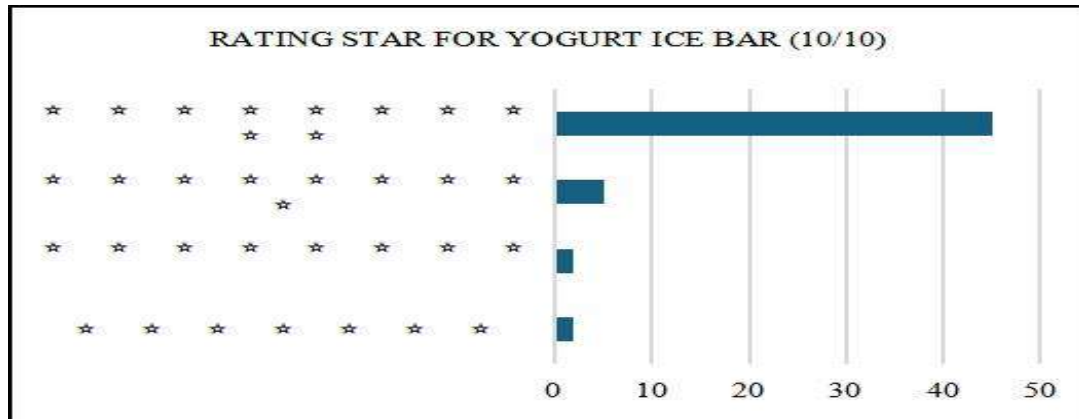 RATING STAR FOR YOGURT ICE BAR (10/10)
☆ ☆ ☆ ☆ ☆ ☆ ☆ ☆
☆ ☆
☆ ☆ ☆ ☆ ☆ ☆ ☆ ☆
☆
☆ ☆ ☆ ☆ ☆ ☆ ☆ ☆
☆ ☆ ☆ ☆ ☆ ☆ ☆
0 10 20 30 40 50